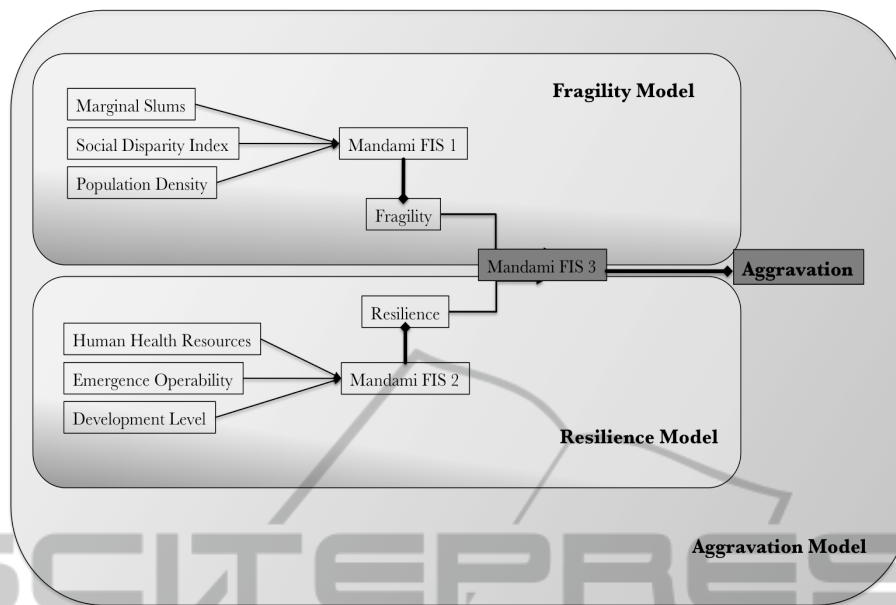 Fragility Model
Marginal Slums
Social Disparity Index
Population Density
Mandami FIS 1
Fragility
Mandami FIS 3
Aggravation
Resilience
Human Health Resources
Emergence Operability
Development Level
Mandami FIS 2
Resilience Model
Aggravation Model
SCITEPRES